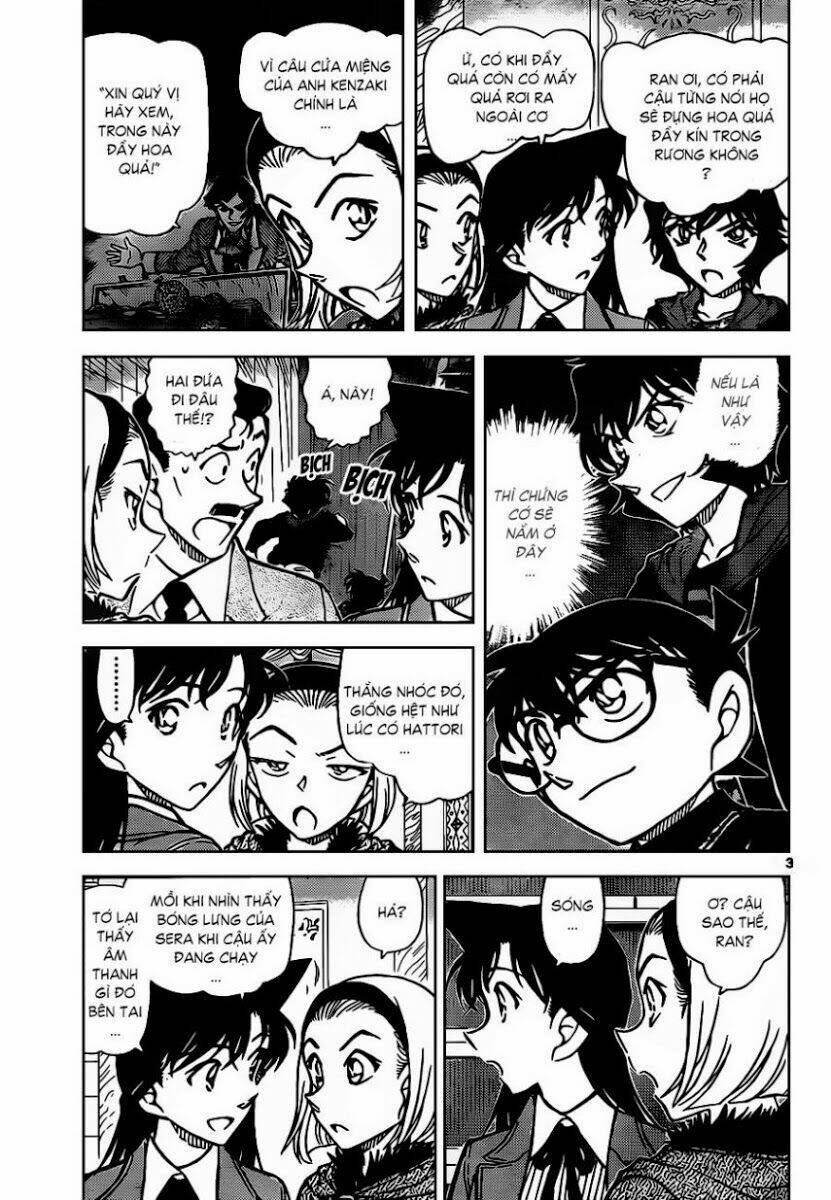 RAN ƠI, CÓ PHẢI
CẬU TỪNG NÓI HỌ
SẼ ĐỰNG HOA QUẢ
ĐẦY KÍN TRONG
RƯƠNG KHÔNG
?
Ừ, CÓ KHI ĐẦY
QUÁ CÒN CÓ MẤY
QUẢ RƠI RA
NGOÀI CƠ
...
VÌ CÂU CỬA MIỆNG
CỦA ANH KENZAKI
CHÍNH LÀ
...
"XIN QUÝ VỊ
HÃY XEM,
TRONG NÀY
ĐẦY HOA
QUẢ!"
NẾU LÀ
NHƯ
VẬY
...
THÌ CHỨNG
CỚ SẼ
NẰM Ở
ĐÂY
...
Á, NÀY!
HAI ĐỨA
ĐI ĐÂU
THẾ!?
BỊCH
BỊCH
THẰNG NHÓC ĐÓ,
GIỐNG HỆT NHƯ
LÚC CÓ HATTORI
...
........
3
Ơ? CẬU
SAO THẾ,
RAN?
SÓNG
...
HẢ?
MỖI KHI NHÌN THẤY
BÓNG LƯNG CỦA
SERA KHI CẬU ẤY
ĐANG CHẠY
TỚ LẠI
THẤY ÂM
THANH
GÌ ĐÓ
BÊN TAI
...